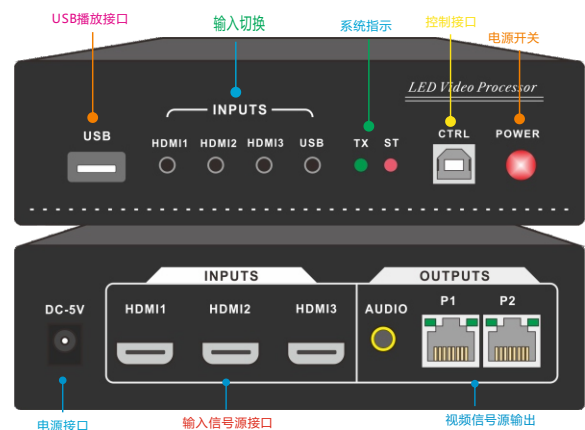 USB播放接口
输入切换
系统指示
控制接口
电源开关
LED Video Processor
INPUTS
USB
HDMI1 HDMI2 HDMI3 USB
TX ST
CTRL
POWER
INPUTS
OUTPUTS
DC-5V
HDMI1 HDMI2 HDMI3
AUDIO
P1 P2
电源接口
输入信号源接口
视频信号源输出